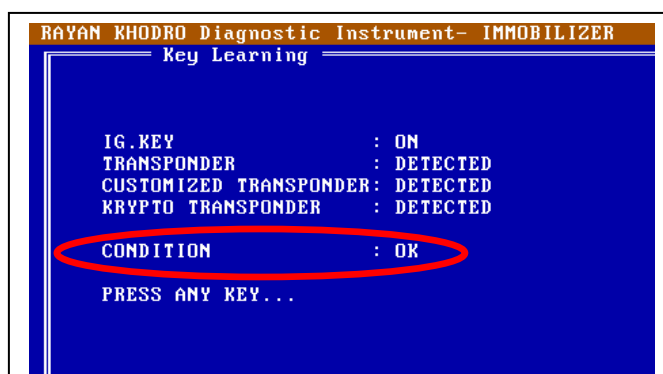 RAYAN KHODRO Diagnostic Instrument- IMMOBILIZER
Key Learning
IG.KEY : ON
TRANSPONDER : DETECTED
CUSTOMIZED TRANSPONDER: DETECTED
KRYPTO TRANSPONDER : DETECTED
CONDITION : OK
PRESS ANY KEY...